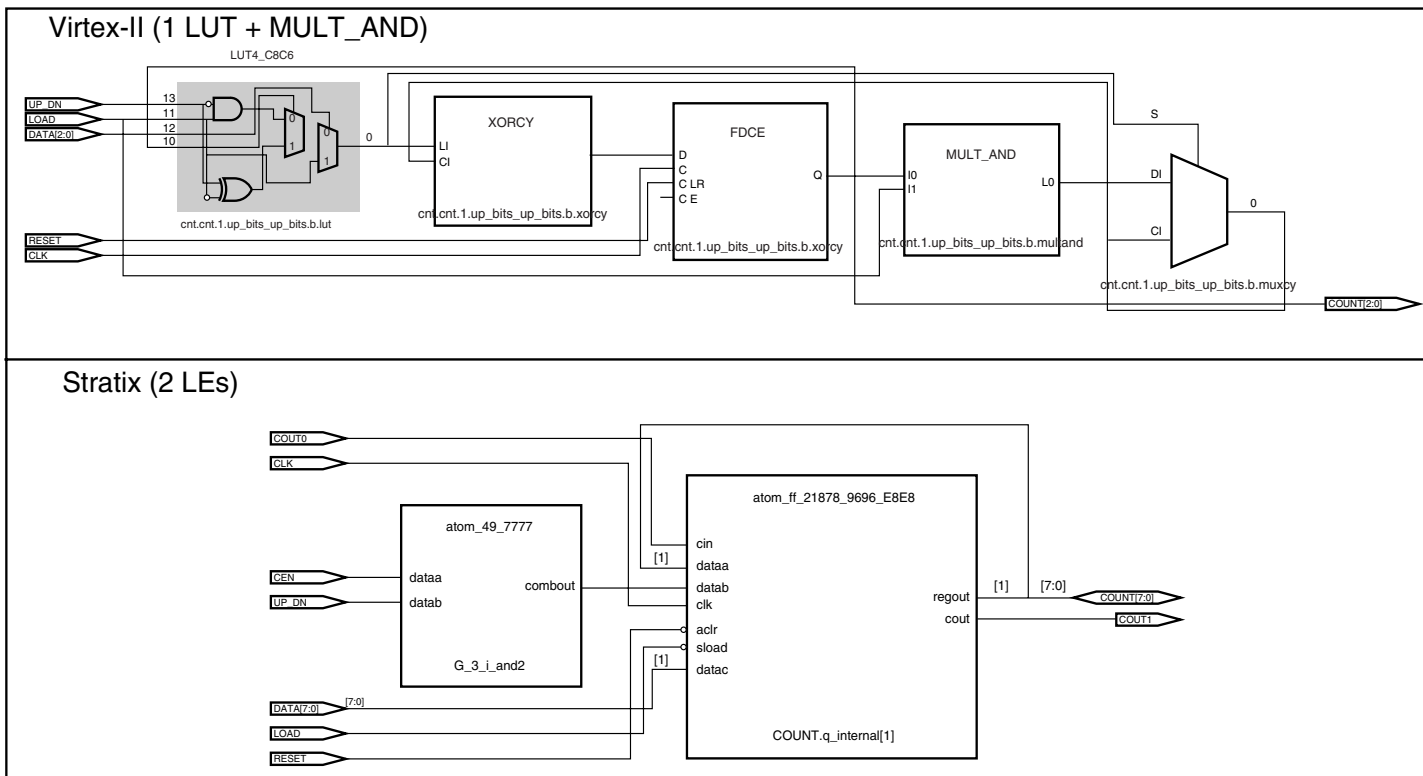 Virtex-II (1 LUT + MULT_AND)
LUT4_C8C6
UP_DN
LOAD
DATA[2:0]
13
11
12
10
0
1
0
1
0
cnt.cnt.1.up_bits_up_bits.b.lut
RESET
CLK
XORCY
LI
CI
cnt.cnt.1.up_bits_up_bits.b.xorcy
FDCE
D
C
C LR
C E
Q
cnt.cnt.1.up_bits_up_bits.b.xorcy
MULT_AND
I0
I1
L0
cnt.cnt.1.up_bits_up_bits.b.multand
S
DI
CI
0
cnt.cnt.1.up_bits_up_bits.b.muxcy
COUNT[2:0]
Stratix (2 LEs)
COUT0
CLK
CEN
UP_DN
atom_49_7777
dataa
datab
combout
G_3_i_and2
DATA[7:0]
[7:0]
LOAD
RESET
atom_ff_21878_9696_E8E8
cin
[1]
dataa
datab
clk
aclr
sload
[1]
datac
regout
cout
COUNT.q_internal[1]
[1]
[7:0]
COUNT[7:0]
COUT1